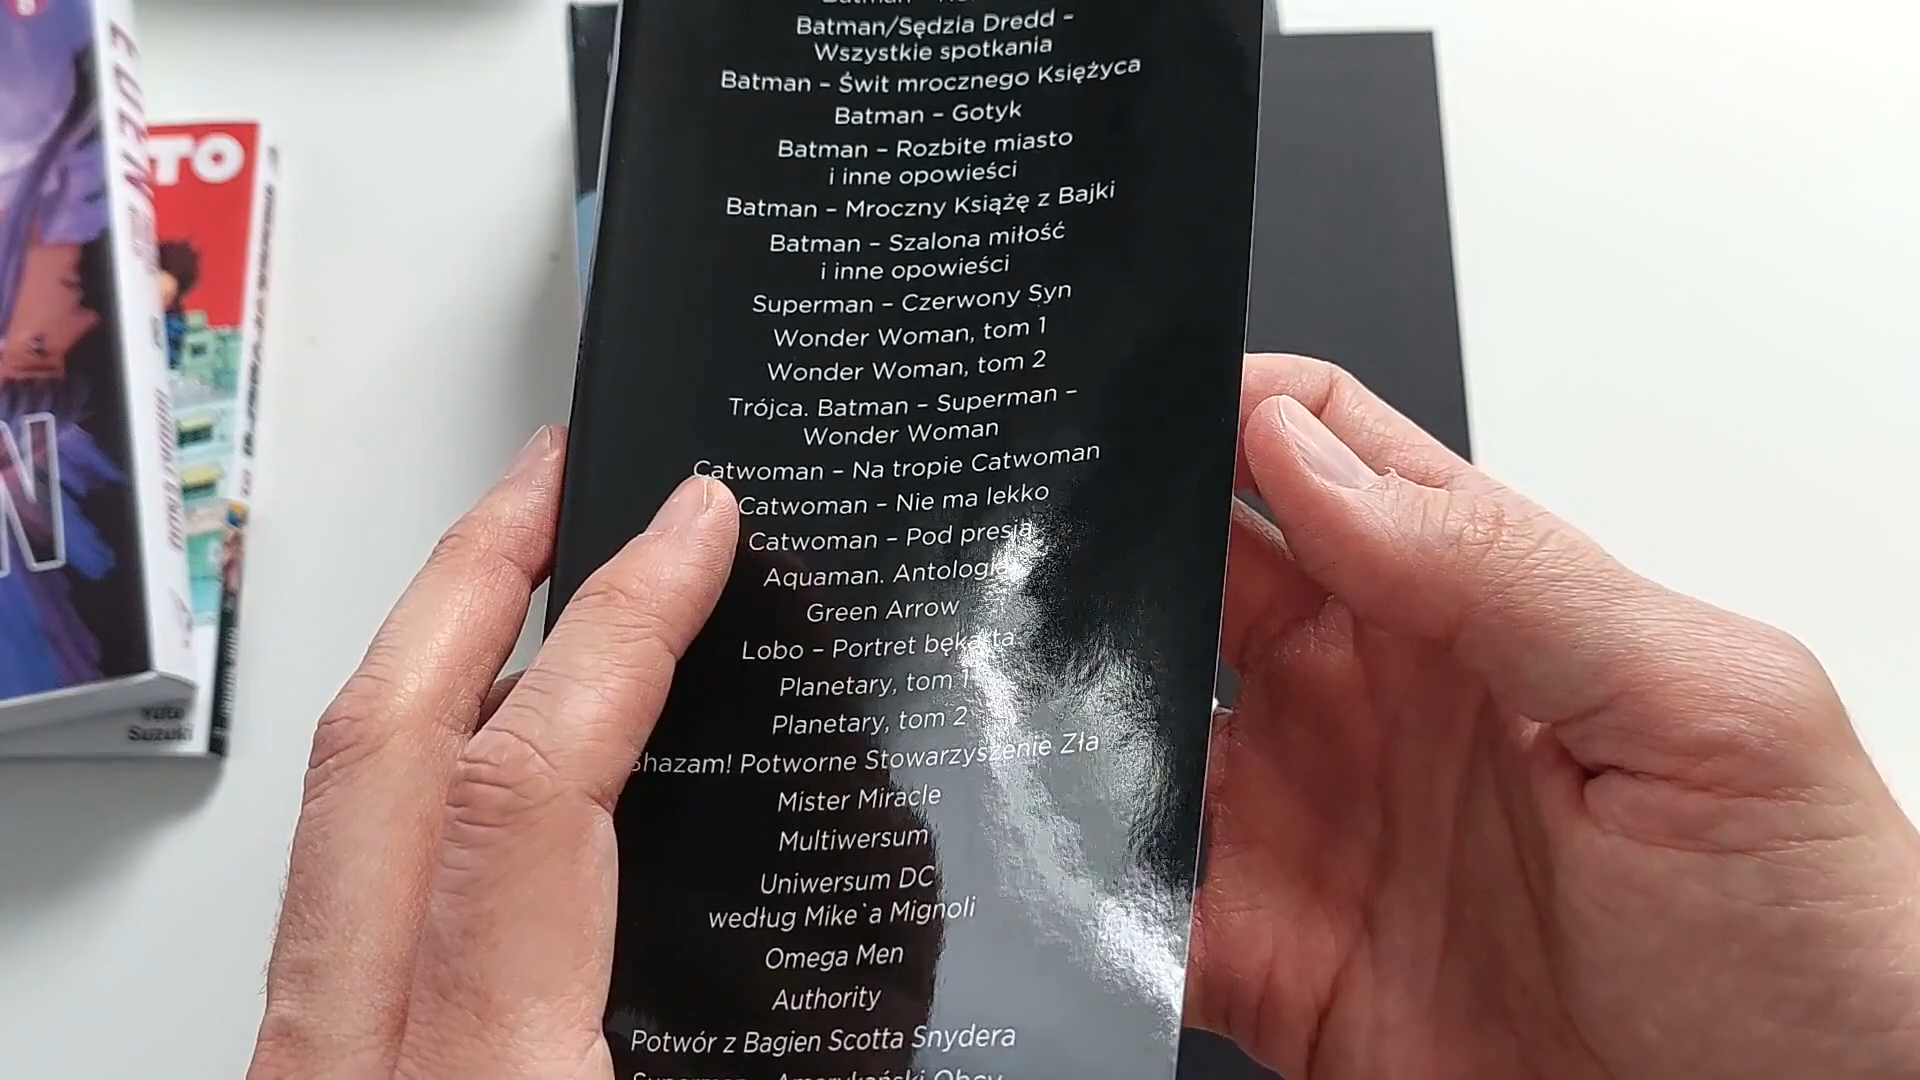 Batman/Sędzia Dredd –
Wszystkie spotkania
Batman – Świt mrocznego Księżyca
Batman – Gotyk
Batman – Rozbite miasto
i inne opowieści
Batman – Mroczny Książę z Bajki
Batman – Szalona miłość
i inne opowieści
Superman – Czerwony Syn
Wonder Woman, tom 1
Wonder Woman, tom 2
Trójca. Batman – Superman –
Wonder Woman
Catwoman – Na tropie Catwoman
Catwoman – Nie ma lekko
Catwoman – Pod presją
Aquaman. Antologia
Green Arrow
Lobo – Portret bękarta
Planetary, tom 1
Planetary, tom 2
Shazam! Potworne Stowarzyszenie Zła
Mister Miracle
Multiwersum
Uniwersum DC
według Mike`a Mignoli
Omega Men
Authority
Potwór z Bagien Scotta Snydera
Superman – Amerykański Obcy
EDEN
TO
Yuto
Suzuki